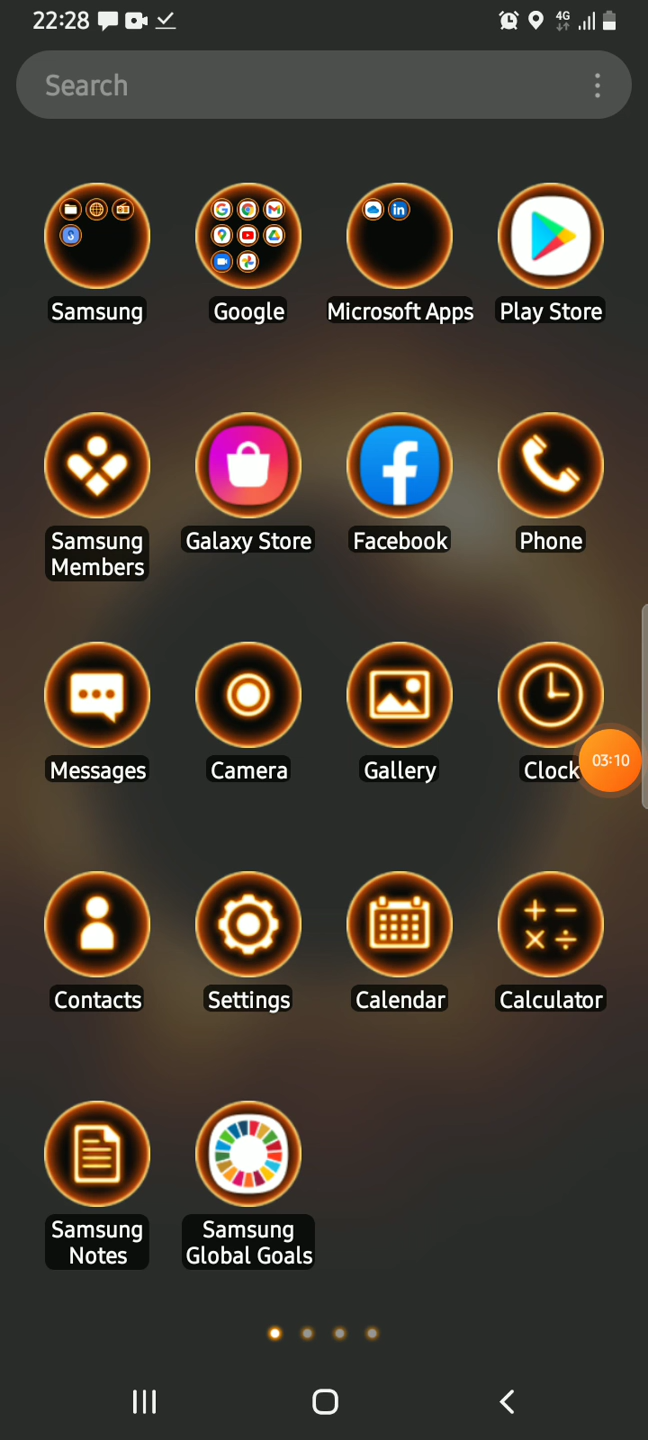 22:28
4G
Search
Samsung
Google
Microsoft Apps
Play Store
Samsung
Members
Galaxy Store
Facebook
Phone
Messages
Camera
Gallery
Clock
03:10
Contacts
Settings
Calendar
Calculator
Samsung
Notes
Samsung
Global Goals